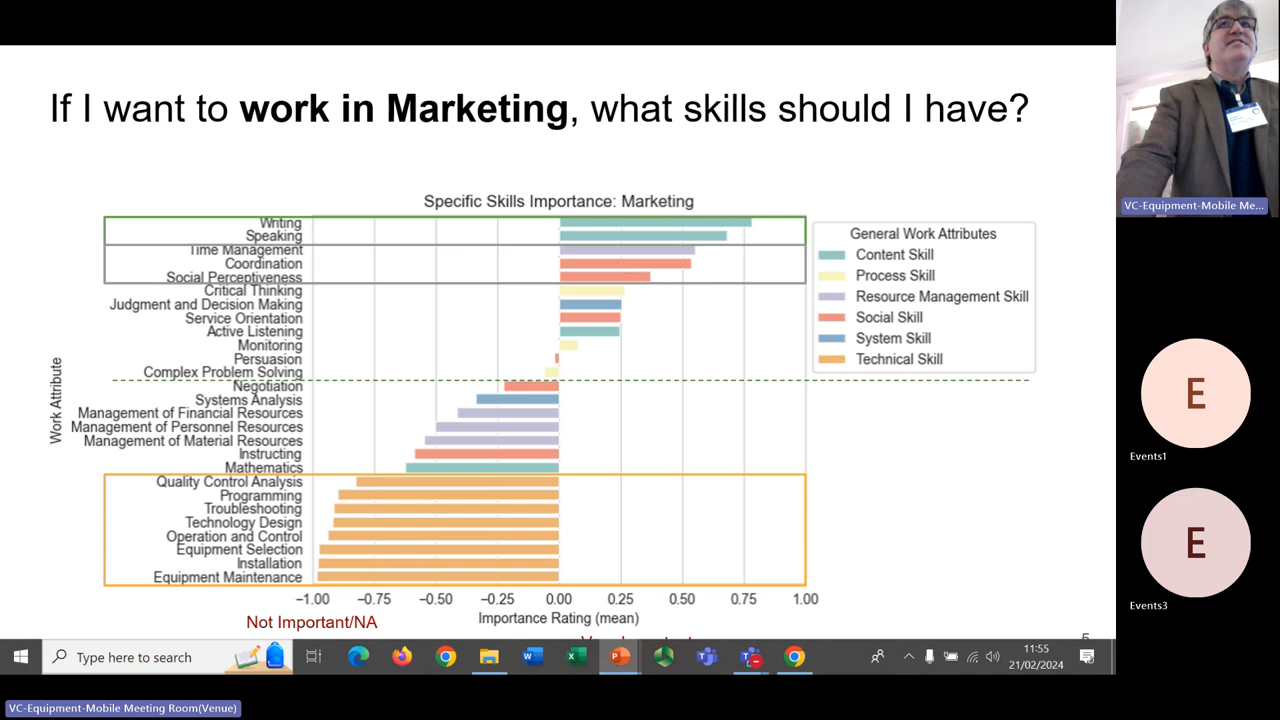 If I want to work in Marketing, what skills should I have?
Specific Skills Importance: Marketing
Writing
Speaking
Time Management
Coordination
Social Perceptiveness
Critical Thinking
Judgment and Decision Making
Service Orientation
Active Listening
Monitoring
Persuasion
Complex Problem Solving
Negotiation
Systems Analysis
Management of Financial Resources
Management of Personnel Resources
Management of Material Resources
Instructing
Mathematics
Quality Control Analysis
Programming
Troubleshooting
Technology Design
Operation and Control
Equipment Selection
Installation
Equipment Maintenance
Work Attribute
−1.00 −0.75 −0.50 −0.25 0.00 0.25 0.50 0.75 1.00
Importance Rating (mean)
Not Important/NA
General Work Attributes
Content Skill
Process Skill
Resource Management Skill
Social Skill
System Skill
Technical Skill
VC-Equipment-Mobile Me...
E
Events1
E
Events3
Type here to search
11:55
21/02/2024
VC-Equipment-Mobile Meeting Room(Venue)